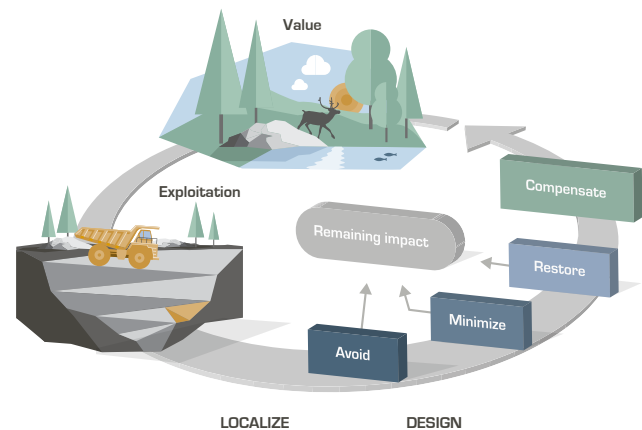 Value
Exploitation
Compensate
Remaining impact
Restore
Minimize
Avoid
LOCALIZE
DESIGN